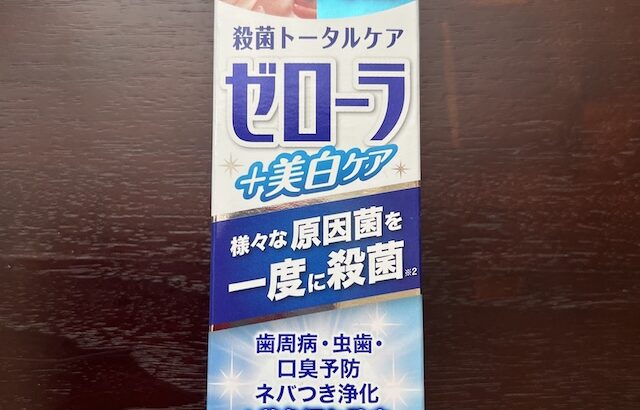 殺菌トータルケア
ゼローラ
+美白ケア
様々な原因菌を
一度に殺菌※2
歯周病・虫歯・
口臭予防
ネバつき浄化